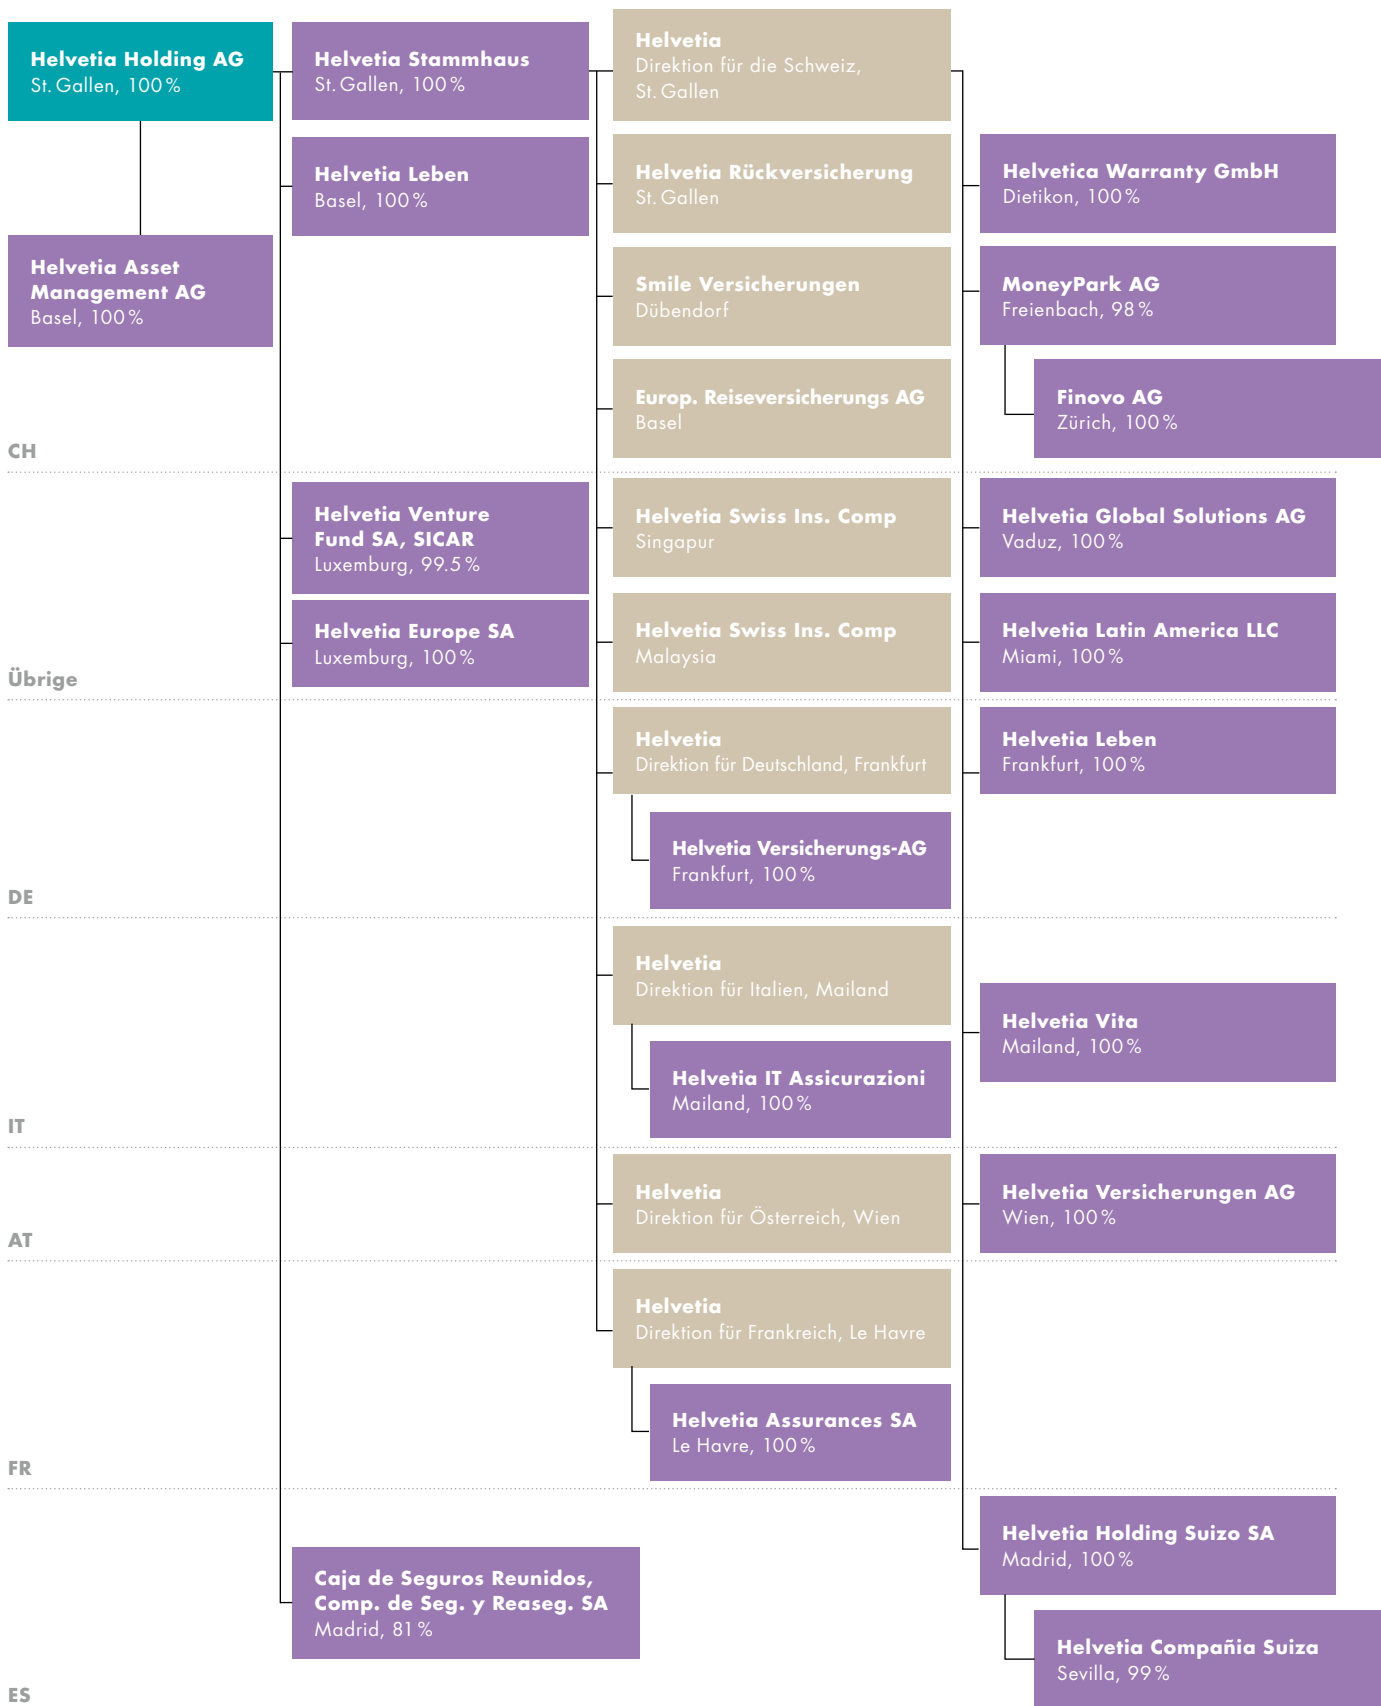 Helvetia Holding AG
St. Gallen, 100 %
Helvetia Asset
Management AG
Basel, 100 %
Helvetia Stammhaus
St. Gallen, 100 %
Helvetia Leben
Basel, 100 %
Helvetia
Direktion für die Schweiz,
St. Gallen
Helvetia Rückversicherung
St. Gallen
Smile Versicherungen
Dübendorf
Europ. Reiseversicherungs AG
Basel
Helvetica Warranty GmbH
Dietikon, 100 %
MoneyPark AG
Freienbach, 98 %
Finovo AG
Zürich, 100 %
CH
Helvetia Venture
Fund SA, SICAR
Luxemburg, 99.5 %
Helvetia Europe SA
Luxemburg, 100 %
Helvetia Swiss Ins. Comp
Singapur
Helvetia Swiss Ins. Comp
Malaysia
Helvetia Global Solutions AG
Vaduz, 100 %
Helvetia Latin America LLC
Miami, 100 %
Übrige
Helvetia
Direktion für Deutschland, Frankfurt
Helvetia Versicherungs-AG
Frankfurt, 100 %
Helvetia Leben
Frankfurt, 100 %
DE
Helvetia
Direktion für Italien, Mailand
Helvetia IT Assicurazioni
Mailand, 100 %
Helvetia Vita
Mailand, 100 %
IT
Helvetia
Direktion für Österreich, Wien
Helvetia Versicherungen AG
Wien, 100 %
AT
Helvetia
Direktion für Frankreich, Le Havre
Helvetia Assurances SA
Le Havre, 100 %
FR
Caja de Seguros Reunidos,
Comp. de Seg. y Reaseg. SA
Madrid, 81 %
Helvetia Holding Suizo SA
Madrid, 100 %
Helvetia Compañia Suiza
Sevilla, 99 %
ES